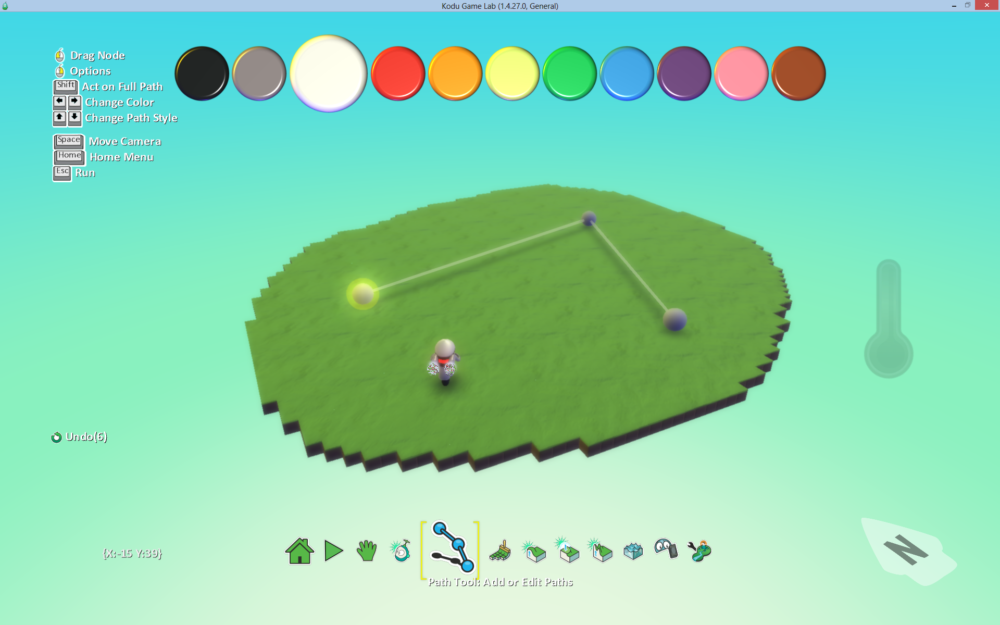 Kodu Game Lab (1.4.27.0, General)
Drag Node
Options
Shift Act on Full Path
Change Color
Change Path Style
Space Move Camera
Home Home Menu
Esc Run
Undo(6)
{X:-15 Y:39}
Path Tool: Add or Edit Paths
N